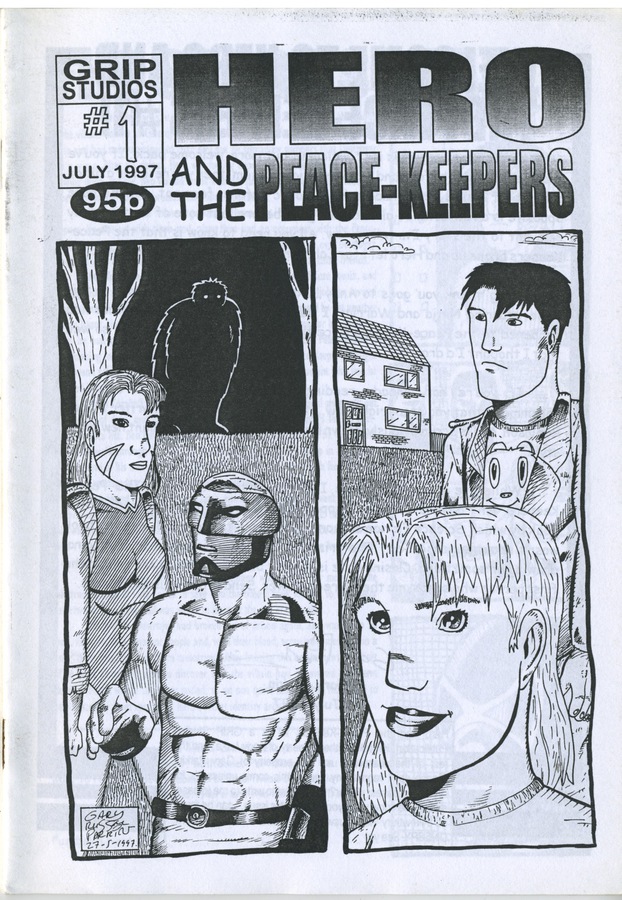 GRIP
STUDIOS
#1
JULY 1997
95p
HERO
AND
THE
PEACE-KEEPERS
GARY
27-5-1997